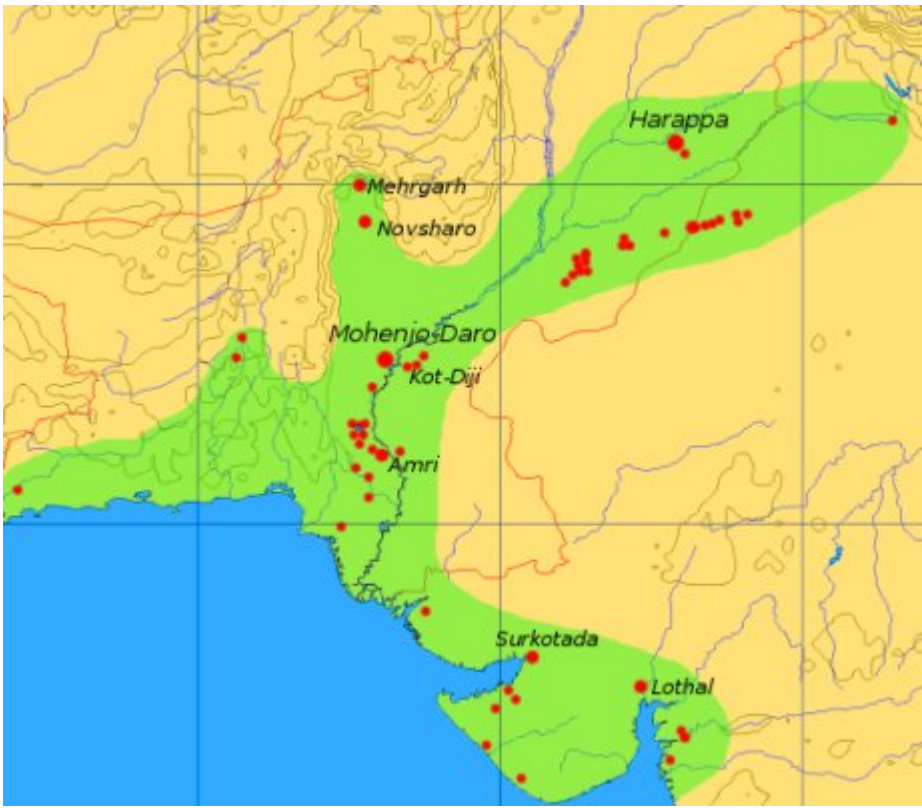 Harappa
Mehrgarh
Novsharo
Mohenjo-Daro
Kot-Diji
Amri
Surkotada
Lothal